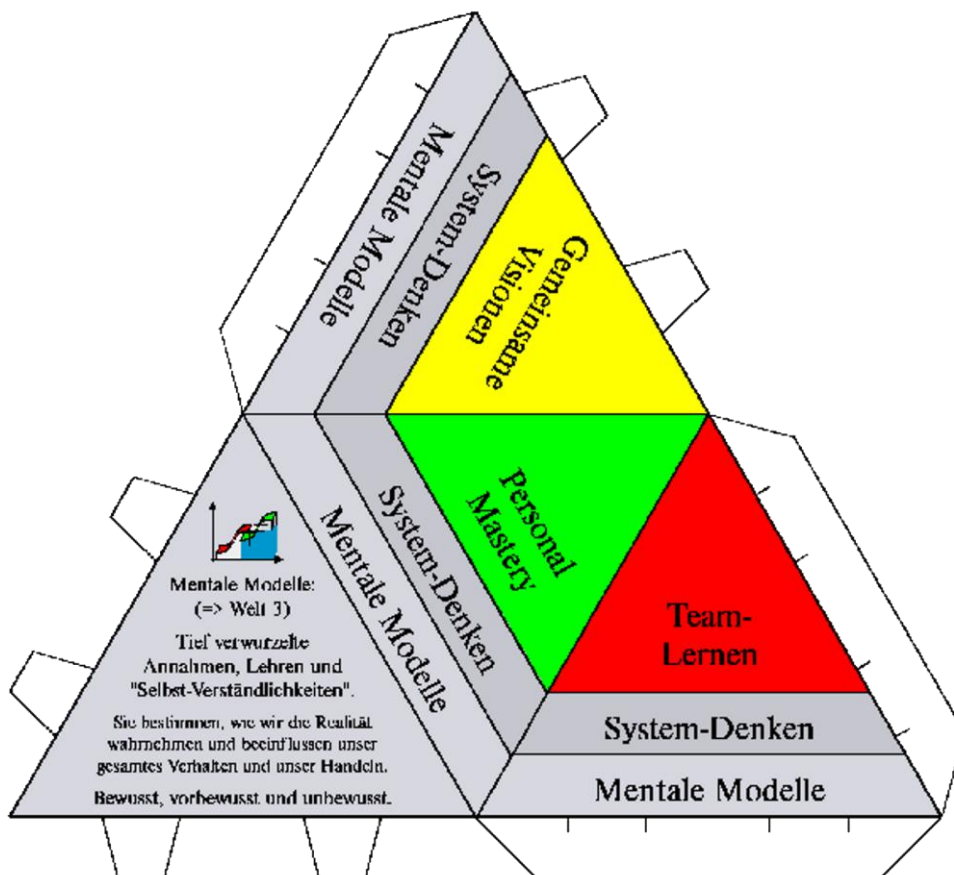 Mentale Modelle
System-Denken
Gemeinsame
Visionen
Personal
Mastery
System-Denken
Mentale Modelle
Team-
Lernen
System-Denken
Mentale Modelle
Mentale Modelle:
(=> Welt 3)
Tief verwurzelte
Annahmen, Lehren und
"Selbst-Verständlichkeiten".
Sie bestimmen, wie wir die Realität
wahrnehmen und beeinflussen unser
gesamtes Verhalten und unser Handeln.
Bewusst, vorbewusst und unbewusst.